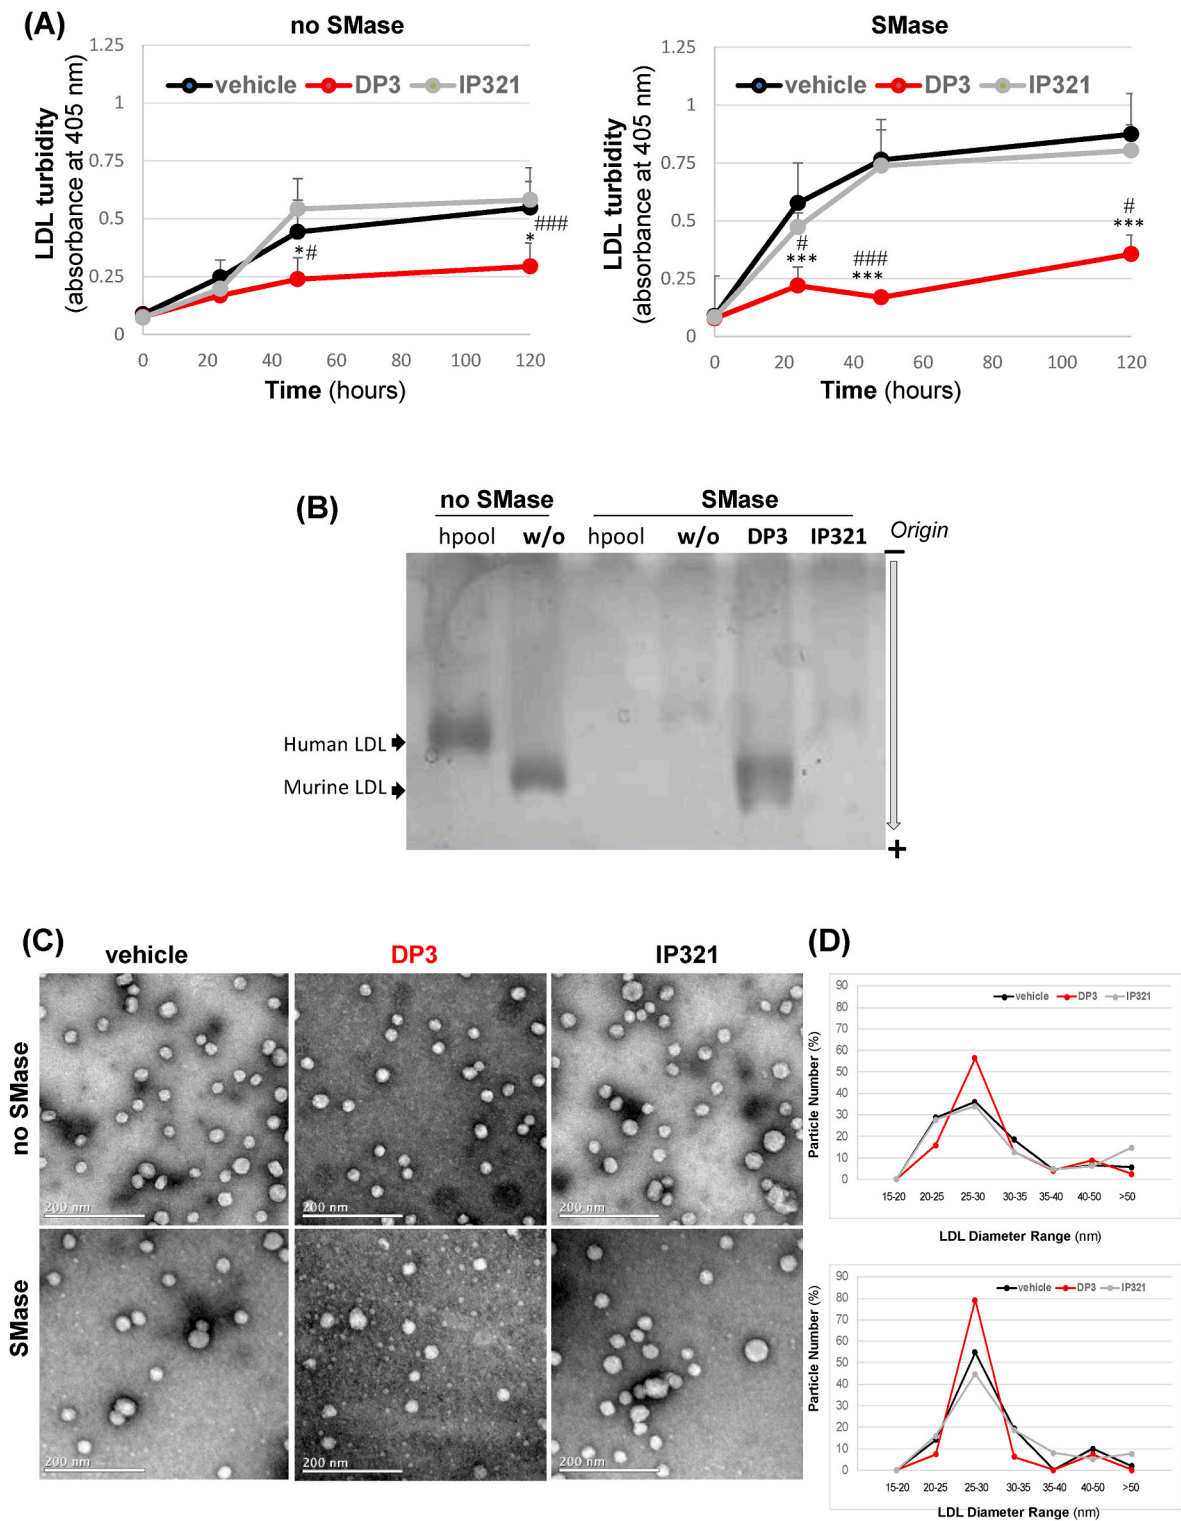 (A)
no SMase
SMase
LDL turbidity
(absorbance at 405 nm)
1.25
1
0.75
0.5
0.25
0
vehicle DP3 IP321
*#
###
*
0 20 40 60 80 100 120
Time (hours)
LDL turbidity
(absorbance at 405 nm)
1.25
1
0.75
0.5
0.25
0
vehicle DP3 IP321
#
***
###
***
#
***
0 20 40 60 80 100 120
Time (hours)
(B)
no SMase SMase
hpool w/o hpool w/o DP3 IP321
Origin
−
Human LDL
Murine LDL
+
(C)
vehicle DP3 IP321
no SMase
200 nm 200 nm 200 nm
SMase
200 nm 200 nm 200 nm
(D)
Particle Number (%)
90
80
70
60
50
40
30
20
10
0
vehicle DP3 IP321
15-20 20-25 25-30 30-35 35-40 40-50 >50
LDL Diameter Range (nm)
Particle Number (%)
90
80
70
60
50
40
30
20
10
0
vehicle DP3 IP321
15-20 20-25 25-30 30-35 35-40 40-50 >50
LDL Diameter Range (nm)